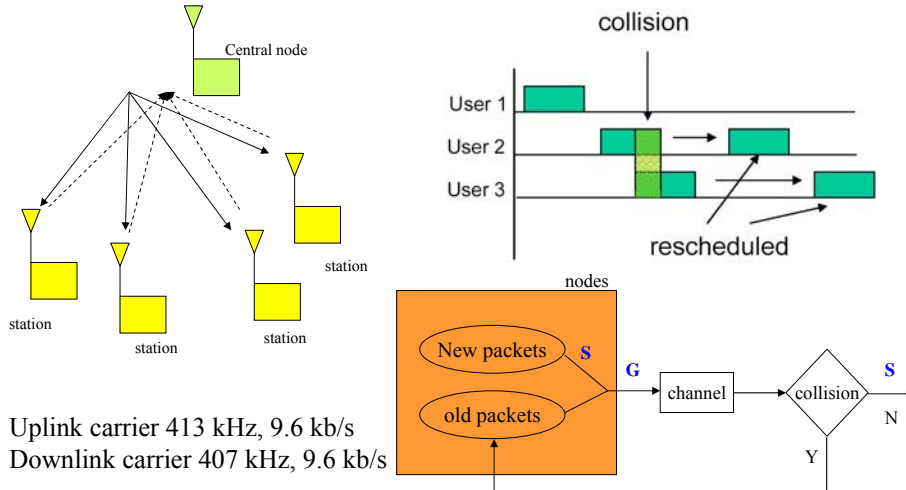 Central node
station
station
station
station
collision
User 1
User 2
User 3
rescheduled
nodes
New packets
S
G
old packets
channel
collision
S
N
Y
Uplink carrier 413 kHz, 9.6 kb/s
Downlink carrier 407 kHz, 9.6 kb/s